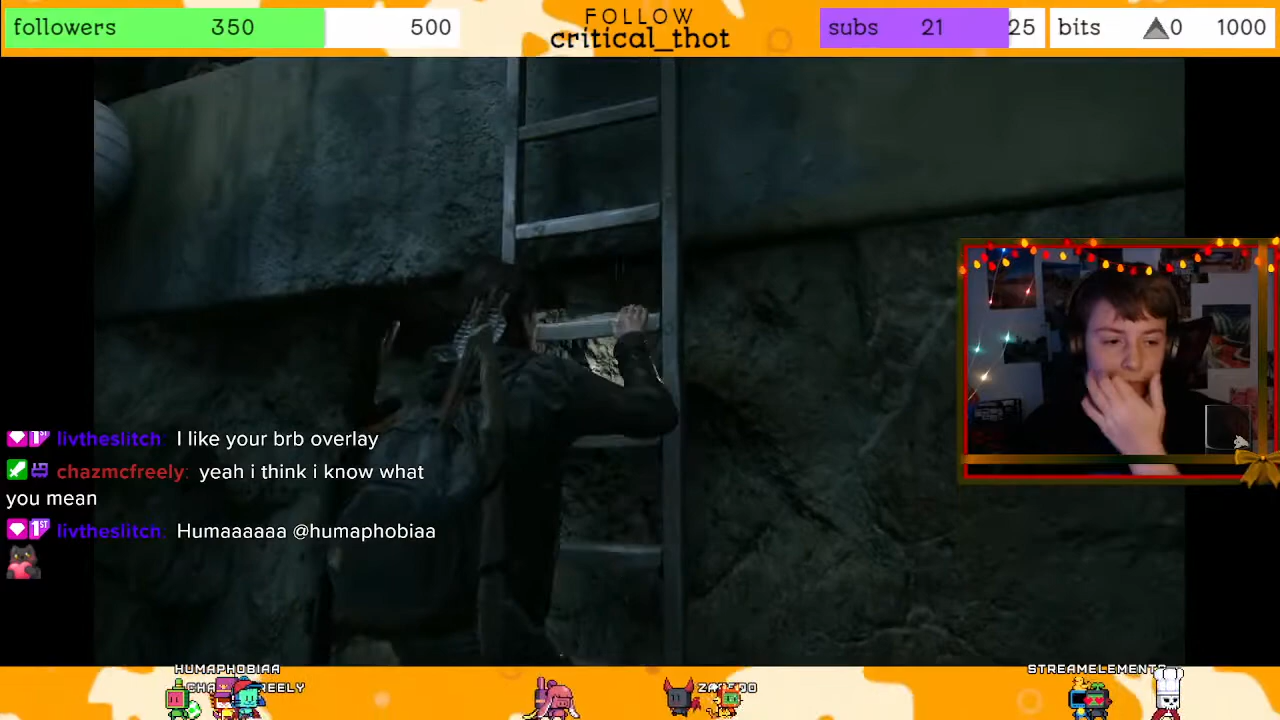 followers 350 500
FOLLOW
critical_thot
subs 21 25
bits 0 1000
livtheslitch: I like your brb overlay
chazmcfreely: yeah i think i know what
you mean
livtheslitch: Humaaaaaa @humaphobiaa
HUMAPHOBIAA
STREAMELEMENTS